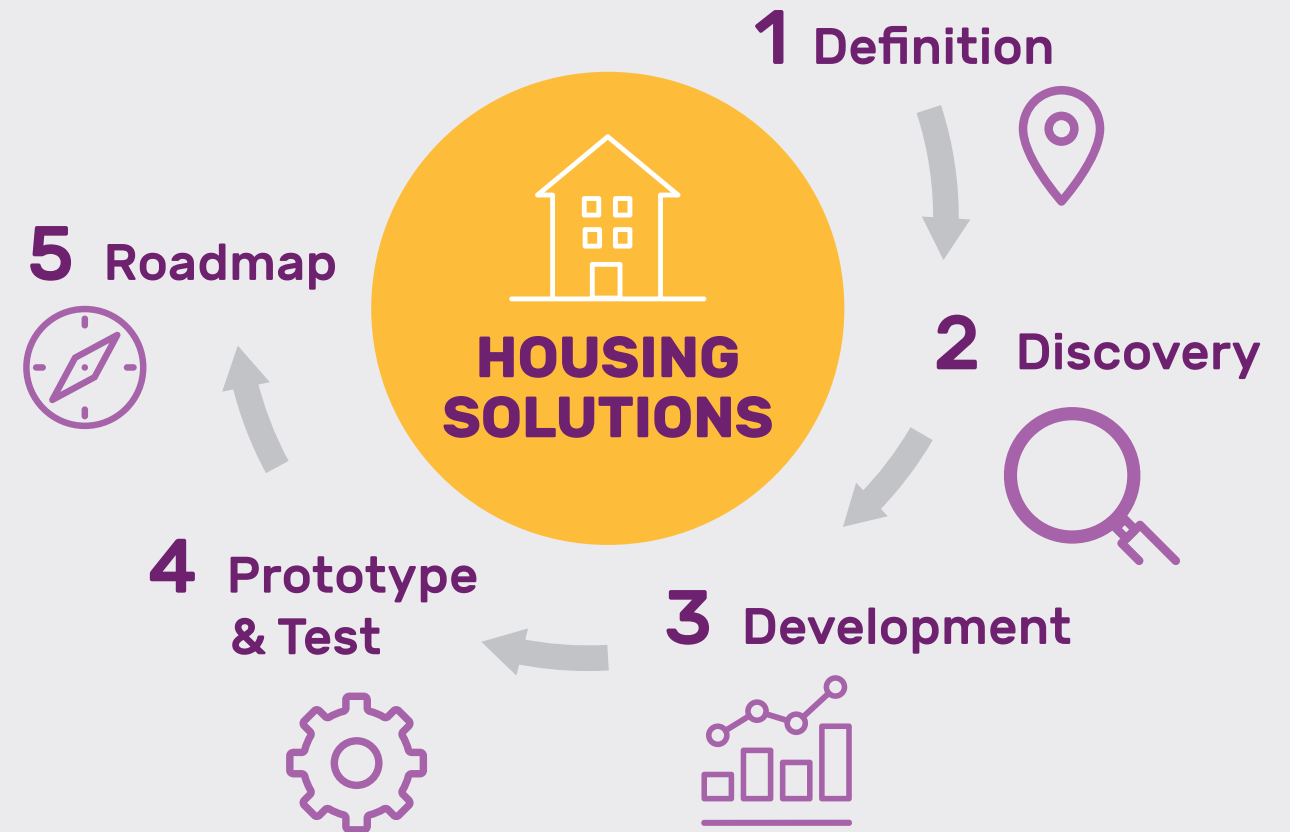 1 Definition
HOUSING
SOLUTIONS
2 Discovery
3 Development
4 Prototype
& Test
5 Roadmap